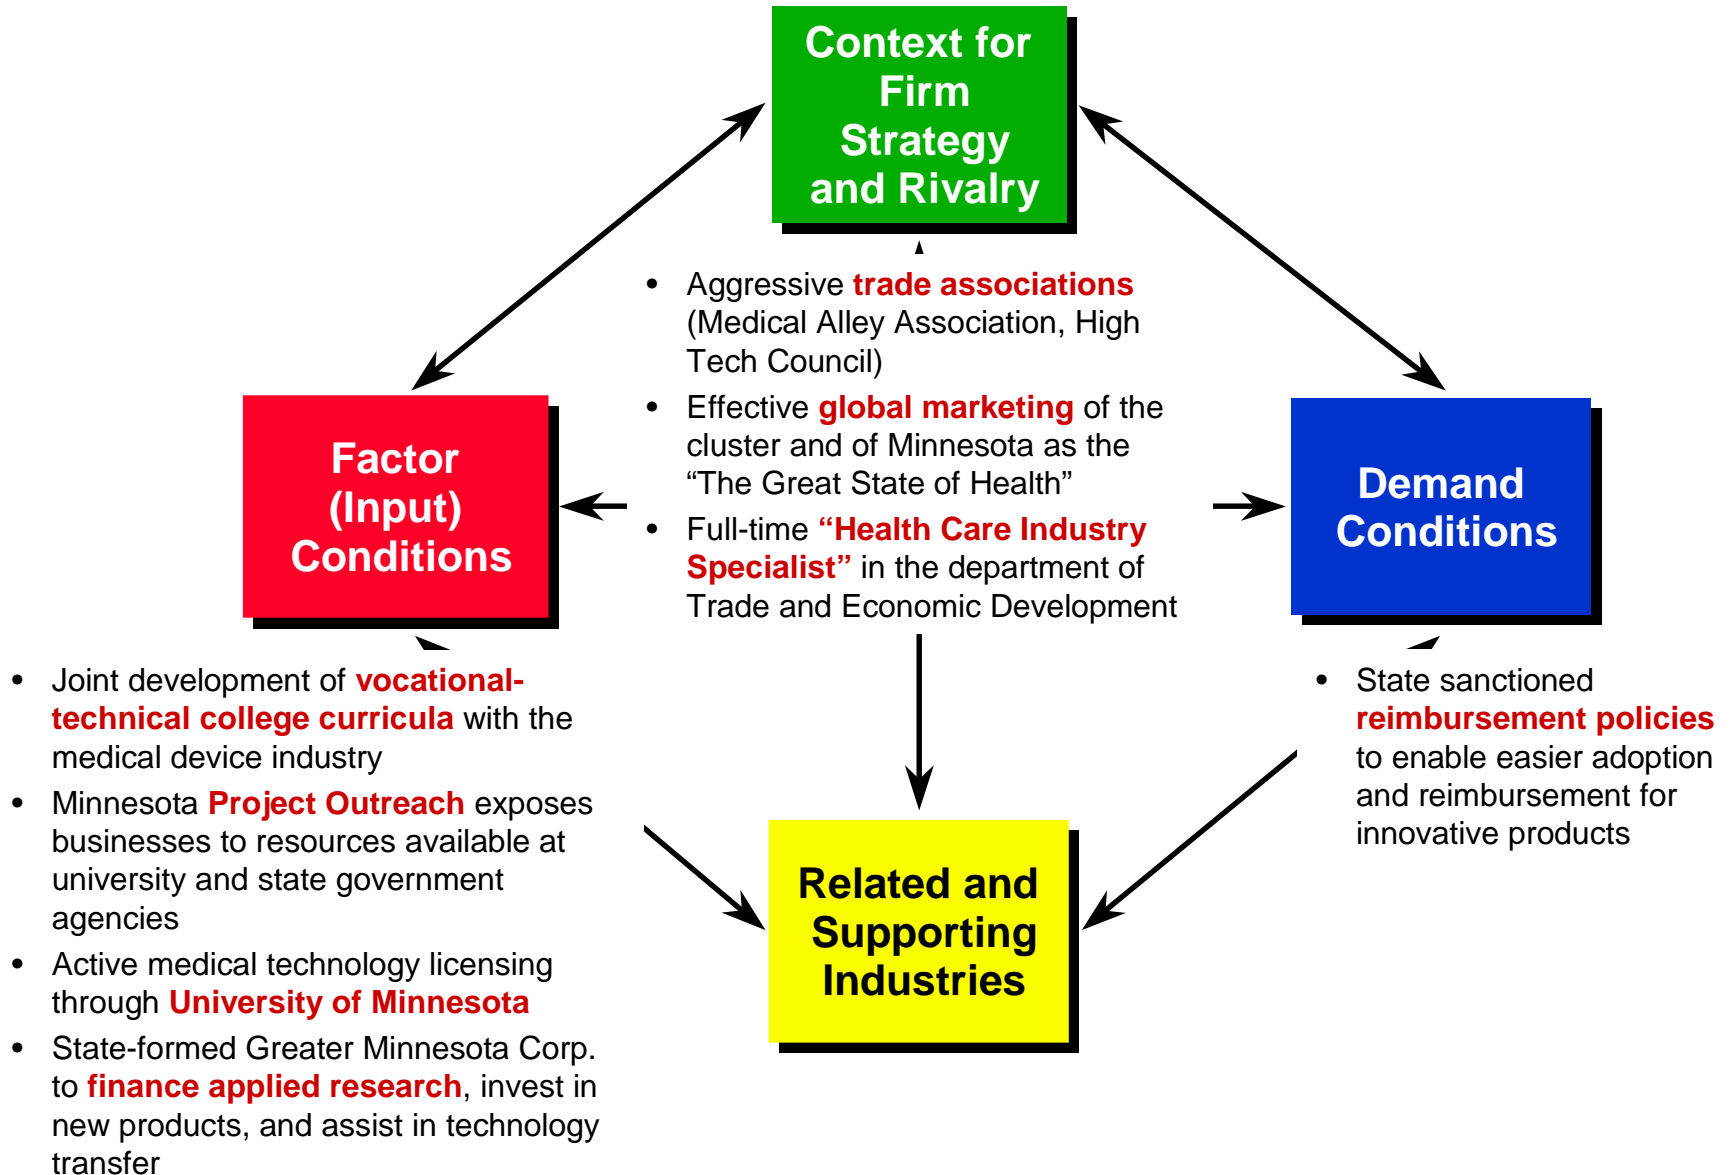 Context for
Firm
Strategy
and Rivalry
• Aggressive trade associations
(Medical Alley Association, High
Tech Council)
• Effective global marketing of the
cluster and of Minnesota as the
“The Great State of Health”
• Full-time “Health Care Industry
Specialist” in the department of
Trade and Economic Development
Factor
(Input)
Conditions
Demand
Conditions
• Joint development of vocational-
technical college curricula with the
medical device industry
• Minnesota Project Outreach exposes
businesses to resources available at
university and state government
agencies
• Active medical technology licensing
through University of Minnesota
• State-formed Greater Minnesota Corp.
to finance applied research, invest in
new products, and assist in technology
transfer
• State sanctioned
reimbursement policies
to enable easier adoption
and reimbursement for
innovative products
Related and
Supporting
Industries